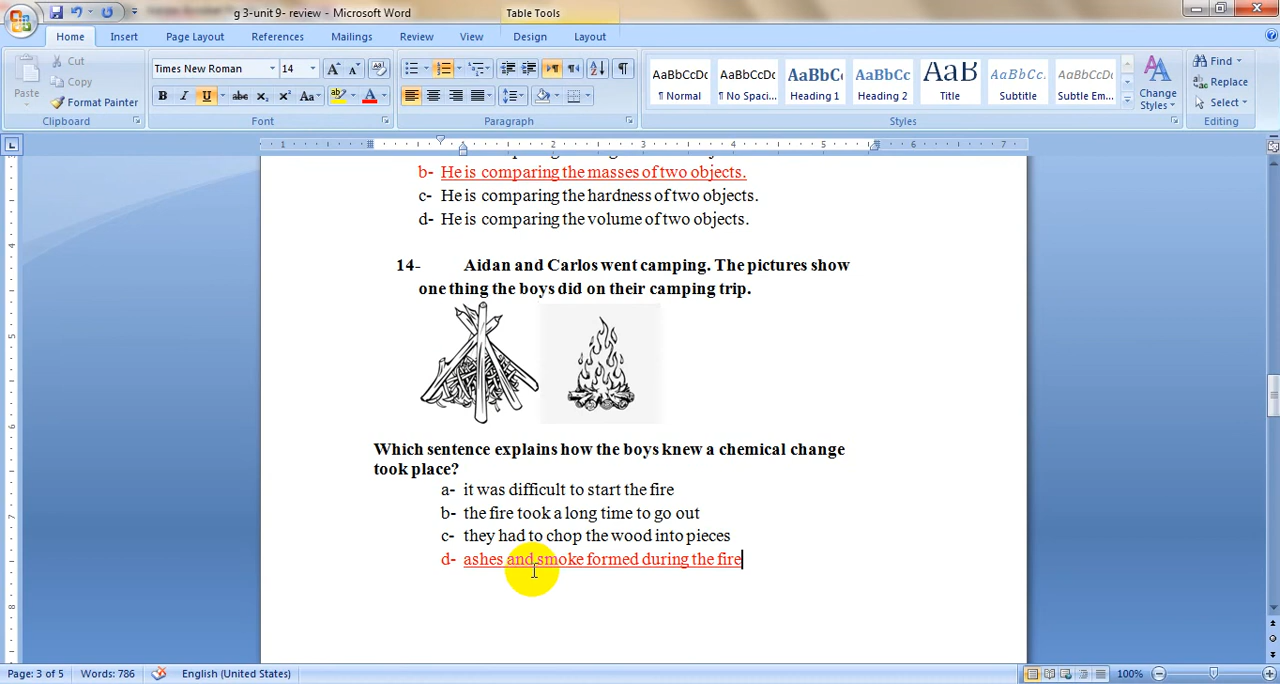 g 3-unit 9- review - Microsoft Word
Table Tools
Home Insert Page Layout References Mailings Review View Design Layout
Cut
Copy
Format Painter
Paste
Clipboard
Times New Roman 14
Font
Paragraph
AaBbCcDc AaBbCcDc AaBbC AaBbCc AaB AaBbCc. AaBbCcDc
¶ Normal ¶ No Spaci... Heading 1 Heading 2 Title Subtitle Subtle Em...
Styles
Change Styles
Find
Replace
Select
Editing
b- He is comparing the masses of two objects.
c- He is comparing the hardness of two objects.
d- He is comparing the volume of two objects.
14- Aidan and Carlos went camping. The pictures show
one thing the boys did on their camping trip.
Which sentence explains how the boys knew a chemical change
took place?
a- it was difficult to start the fire
b- the fire took a long time to go out
c- they had to chop the wood into pieces
d- ashes and smoke formed during the fire
Page: 3 of 5 Words: 786 English (United States) 100%